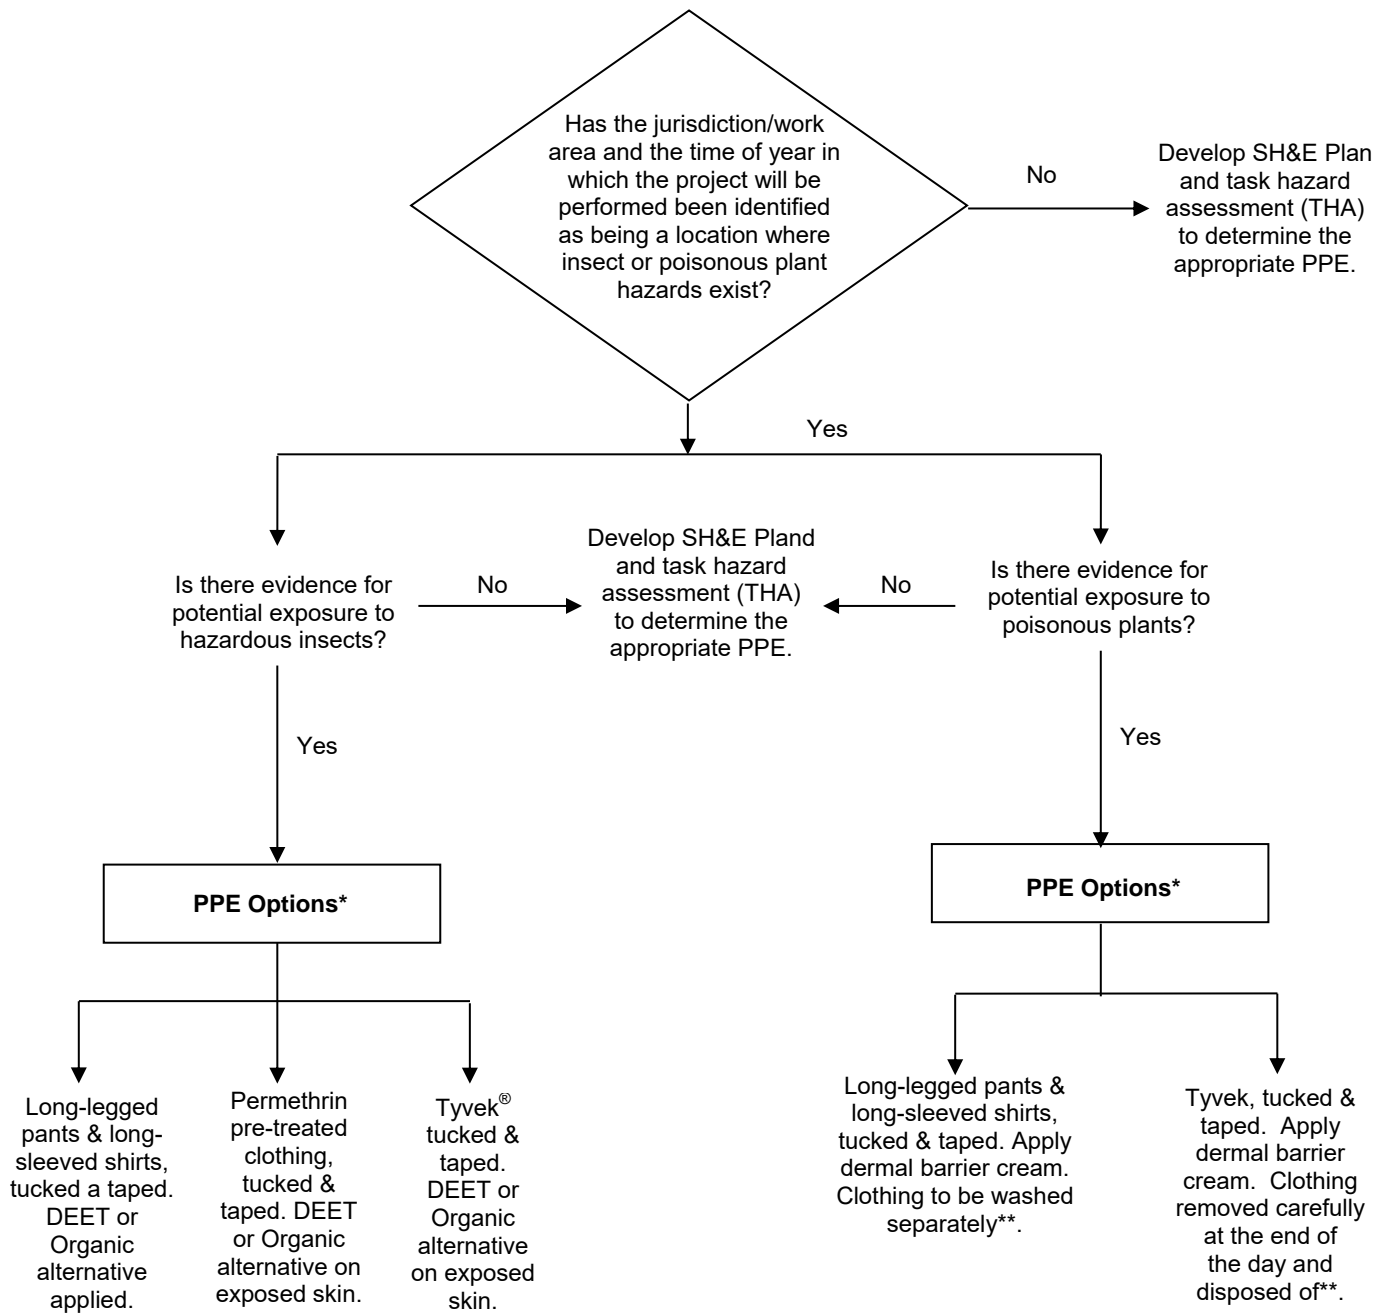 Has the jurisdiction/work
area and the time of year in
which the project will be
performed been identified
as being a location where
insect or poisonous plant
hazards exist?
No
Develop SH&E Plan
and task hazard
assessment (THA)
to determine the
appropriate PPE.
Yes
Is there evidence for
potential exposure to
hazardous insects?
No
Develop SH&E Pland
and task hazard
assessment (THA)
to determine the
appropriate PPE.
No
Is there evidence for
potential exposure to
poisonous plants?
Yes
Yes
PPE Options*
PPE Options*
Long-legged
pants & long-
sleeved shirts,
tucked a taped.
DEET or
Organic
alternative
applied.
Permethrin
pre-treated
clothing,
tucked &
taped. DEET
or Organic
alternative on
exposed skin.
Tyvek®
tucked &
taped.
DEET or
Organic
alternative
on exposed
skin.
Long-legged pants &
long-sleeved shirts,
tucked & taped. Apply
dermal barrier cream.
Clothing to be washed
separately**.
Tyvek, tucked &
taped.  Apply
dermal barrier
cream.  Clothing
removed carefully
at the end of
the day and
disposed of**.